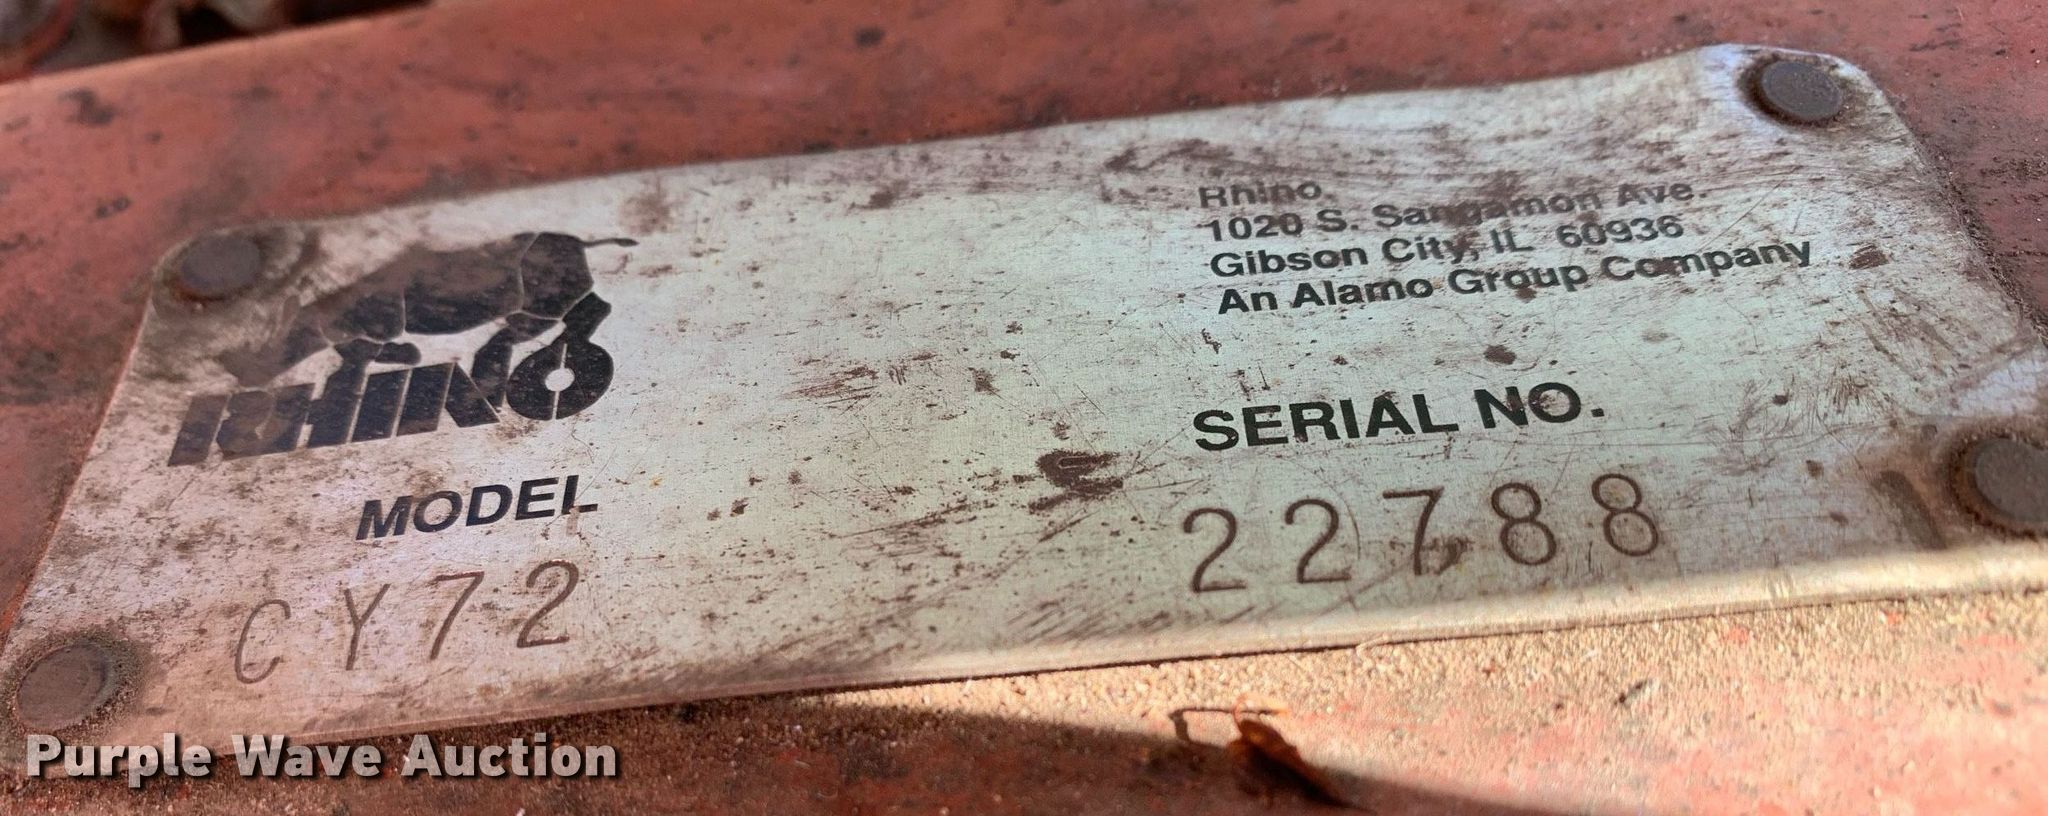 RHINO
Rhino
1020 S. Sangamon Ave.
Gibson City, IL 60936
An Alamo Group Company
MODEL
CY72
SERIAL NO.
22788
Purple Wave Auction